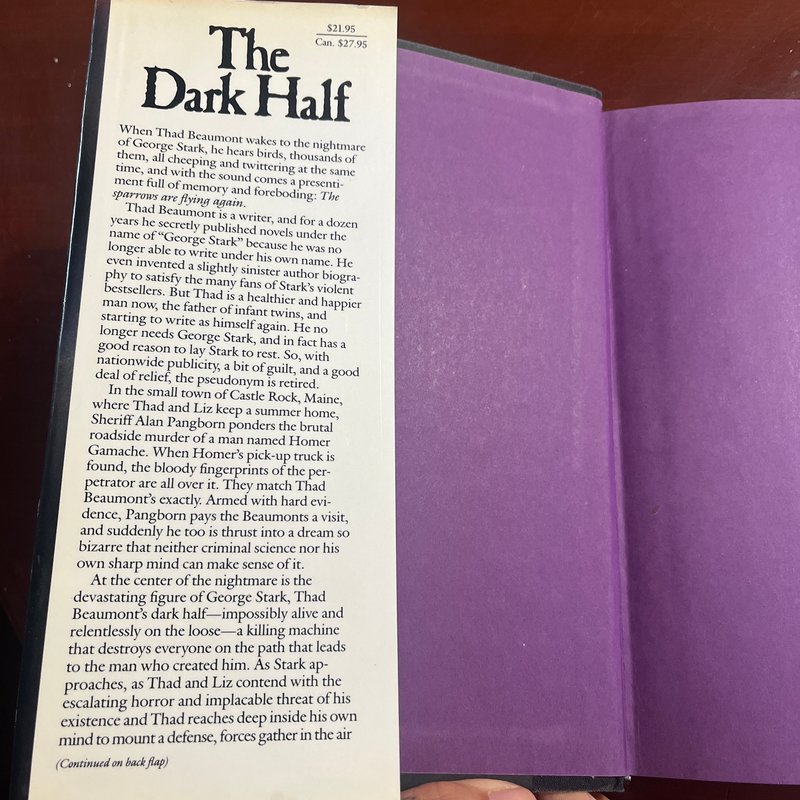 The
Dark Half
$21.95
Can. $27.95
When Thad Beaumont wakes to the nightmare
of George Stark, he hears birds, thousands of
them, all cheeping and twittering at the same
time, and with the sound comes a presenti-
ment full of memory and foreboding: The
sparrows are flying again.
Thad Beaumont is a writer, and for a dozen
years he secretly published novels under the
name of “George Stark” because he was no
longer able to write under his own name. He
even invented a slightly sinister author biogra-
phy to satisfy the many fans of Stark’s violent
bestsellers. But Thad is a healthier and happier
man now, the father of infant twins, and
starting to write as himself again. He no
longer needs George Stark, and in fact has a
good reason to lay Stark to rest. So, with
nationwide publicity, a bit of guilt, and a good
deal of relief, the pseudonym is retired.
In the small town of Castle Rock, Maine,
where Thad and Liz keep a summer home,
Sheriff Alan Pangborn ponders the brutal
roadside murder of a man named Homer
Gamache. When Homer’s pick-up truck is
found, the bloody fingerprints of the per-
petrator are all over it. They match Thad
Beaumont’s exactly. Armed with hard evi-
dence, Pangborn pays the Beaumonts a visit,
and suddenly he too is thrust into a dream so
bizarre that neither criminal science nor his
own sharp mind can make sense of it.
At the center of the nightmare is the
devastating figure of George Stark, Thad
Beaumont’s dark half—impossibly alive and
relentlessly on the loose—a killing machine
that destroys everyone on the path that leads
to the man who created him. As Stark ap-
proaches, as Thad and Liz contend with the
escalating horror and implacable threat of his
existence and Thad reaches deep inside his own
mind to mount a defense, forces gather in the air
(Continued on back flap)